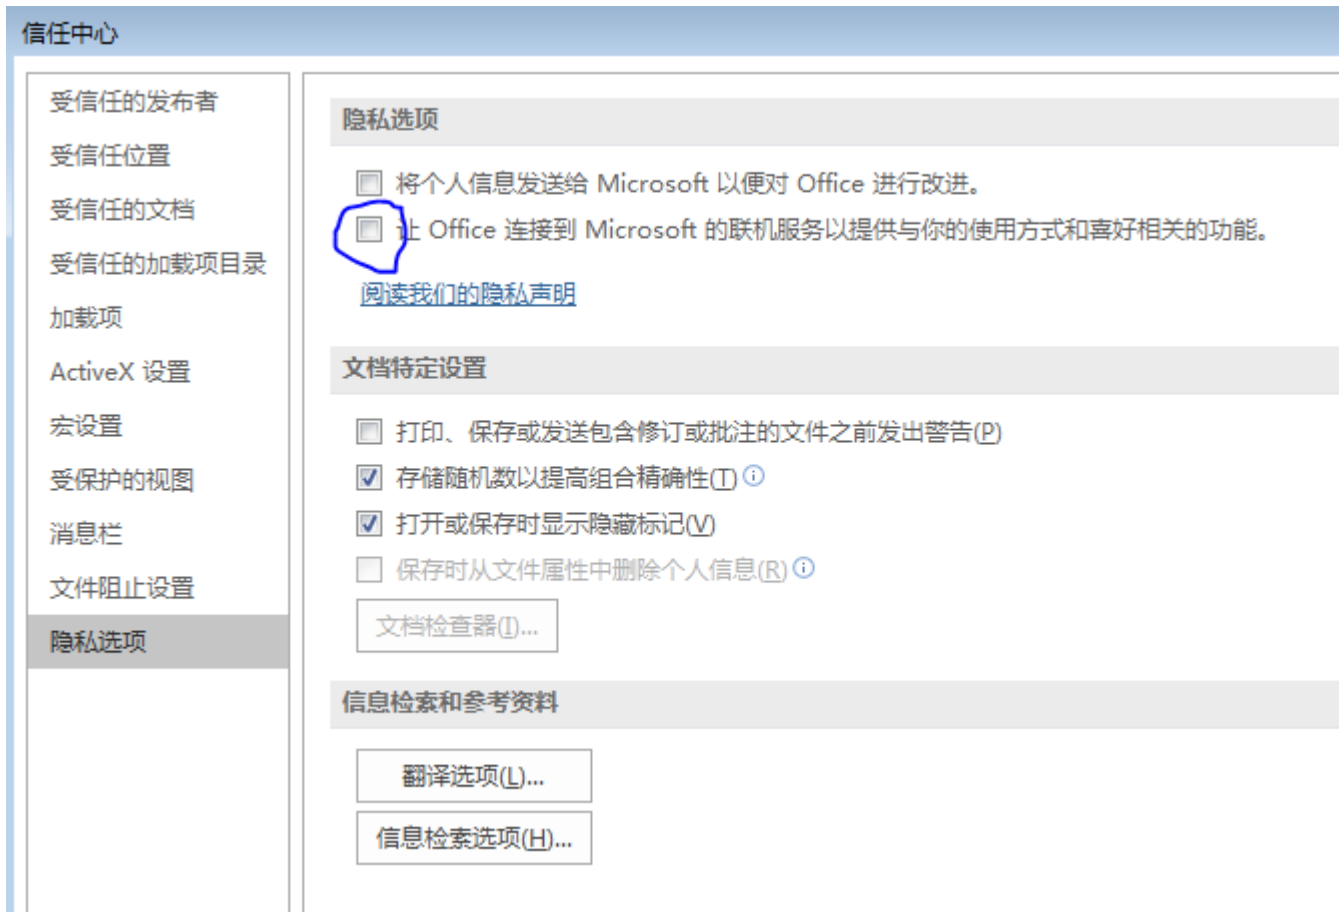 信任中心
受信任的发布者
受信任位置
受信任的文档
受信任的加载项目录
加载项
ActiveX 设置
宏设置
受保护的视图
消息栏
文件阻止设置
隐私选项
隐私选项
将个人信息发送给 Microsoft 以便对 Office 进行改进。
让 Office 连接到 Microsoft 的联机服务以提供与你的使用方式和喜好相关的功能。
阅读我们的隐私声明
文档特定设置
打印、保存或发送包含修订或批注的文件之前发出警告(P)
存储随机数以提高组合精确性(T)
打开或保存时显示隐藏标记(V)
保存时从文件属性中删除个人信息(R)
文档检查器(I)...
信息检索和参考资料
翻译选项(L)...
信息检索选项(H)...